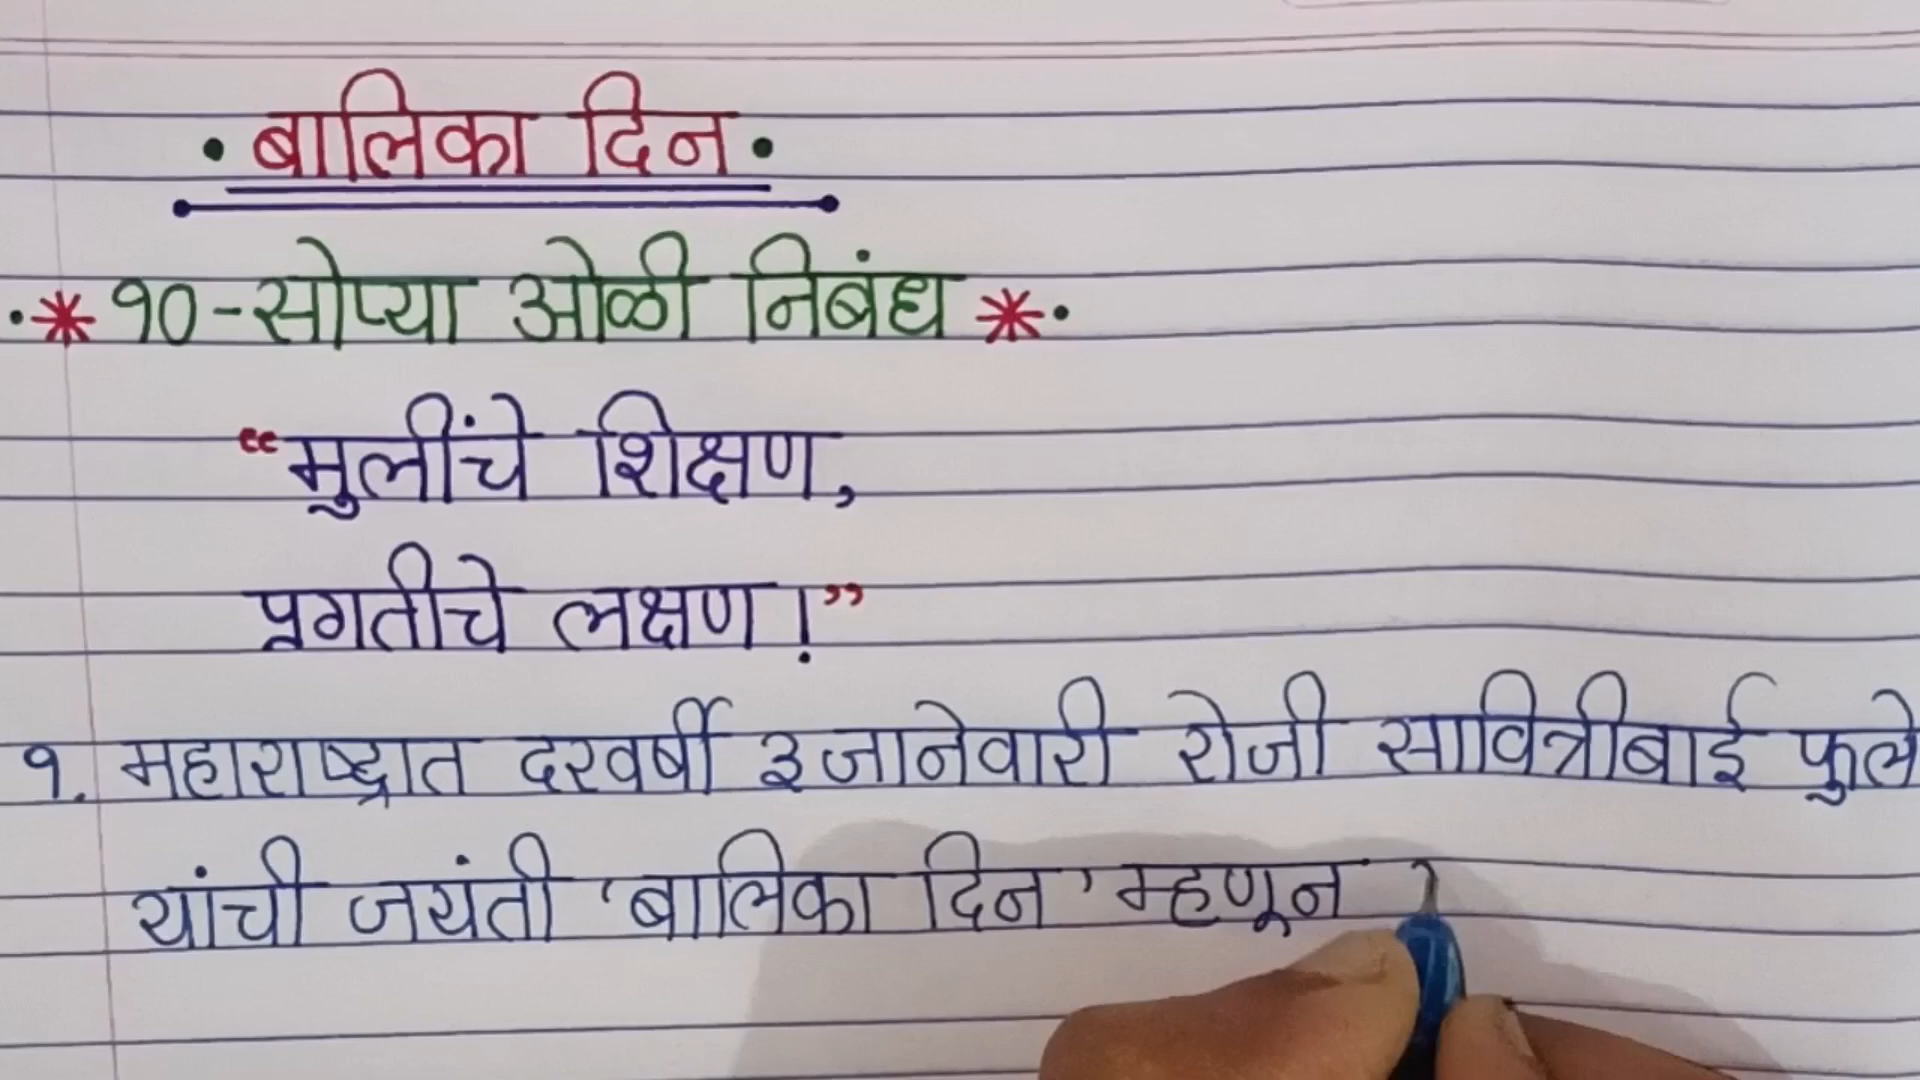 • बालिका दिन •
* १०-सोप्या ओळी निबंध *
“मुलींचे शिक्षण,
प्रगतीचे लक्षण!”
१. महाराष्ट्रात दरवर्षी ३ जानेवारी रोजी सावित्रीबाई फुले
यांची जयंती ‘बालिका दिन’ म्हणून